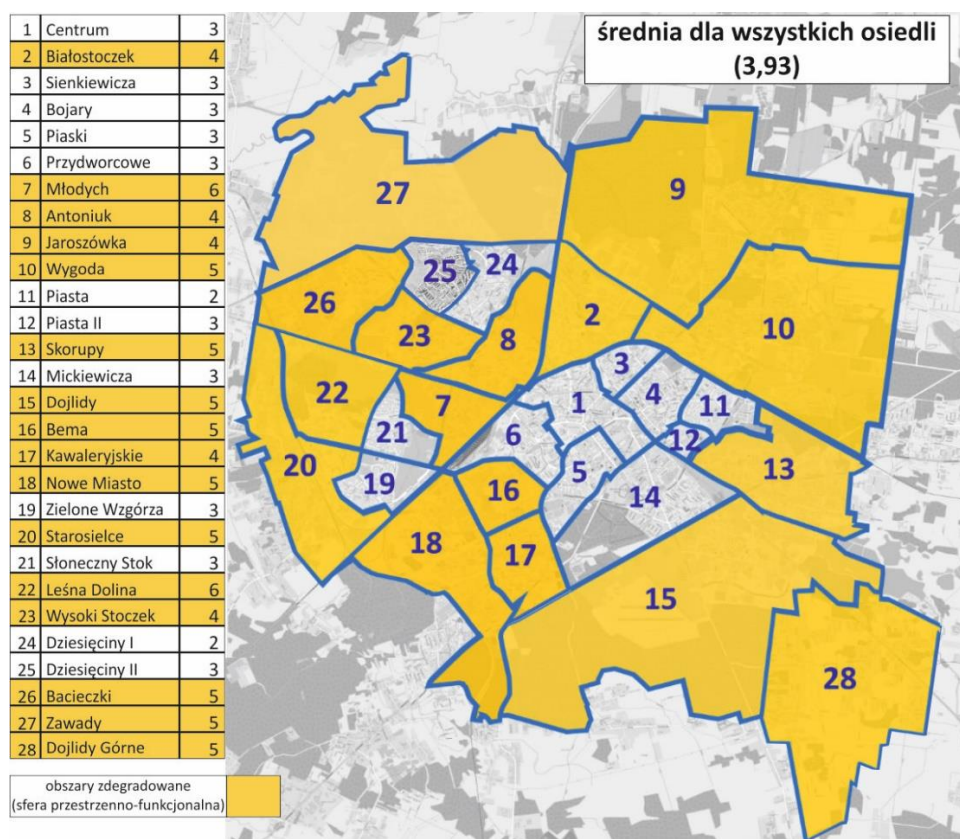 1 Centrum 3
2 Białostoczek 4
3 Sienkiewicza 3
4 Bojary 3
5 Piaski 3
6 Przydworcowe 3
7 Młodych 6
8 Antoniuk 4
9 Jaroszówka 4
10 Wygoda 5
11 Piasta 2
12 Piasta II 3
13 Skorupy 5
14 Mickiewicza 3
15 Dojlidy 5
16 Bema 5
17 Kawaleryjskie 4
18 Nowe Miasto 5
19 Zielone Wzgórza 3
20 Starosielce 5
21 Słoneczny Stok 3
22 Leśna Dolina 6
23 Wysoki Stoczek 4
24 Dziesięciny I 2
25 Dziesięciny II 3
26 Bacieczki 5
27 Zawady 5
28 Dojlidy Górne 5
obszary zdegradowane
(sfera przestrzenno-funkcjonalna)
średnia dla wszystkich osiedli
(3,93)
27
9
25
24
26
23
8
2
10
3
22
7
1
4
11
21
6
12
20
19
5
13
16
14
18
17
15
28